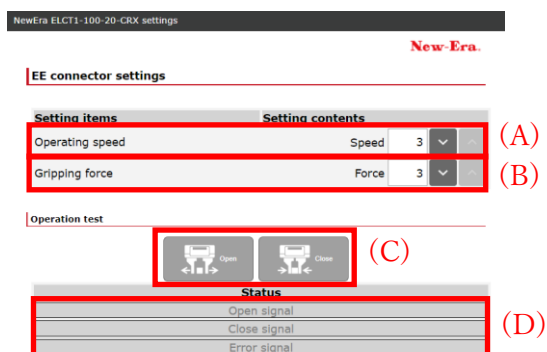 NewEra ELCT1-100-20-CRX settings
New-Era.
EE connector settings
Setting items Setting contents
Operating speed Speed 3 (A)
Gripping force Force 3 (B)
Operation test
Open Close (C)
Status
Open signal
Close signal (D)
Error signal